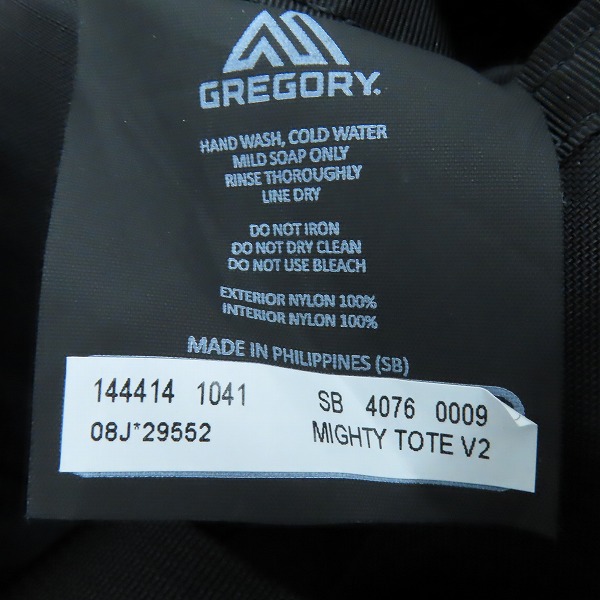 GREGORY.
HAND WASH, COLD WATER
MILD SOAP ONLY
RINSE THOROUGHLY
LINE DRY
DO NOT IRON
DO NOT DRY CLEAN
DO NOT USE BLEACH
EXTERIOR NYLON 100%
INTERIOR NYLON 100%
MADE IN PHILIPPINES (SB)
144414 1041 SB 4076 0009
08J*29552 MIGHTY TOTE V2